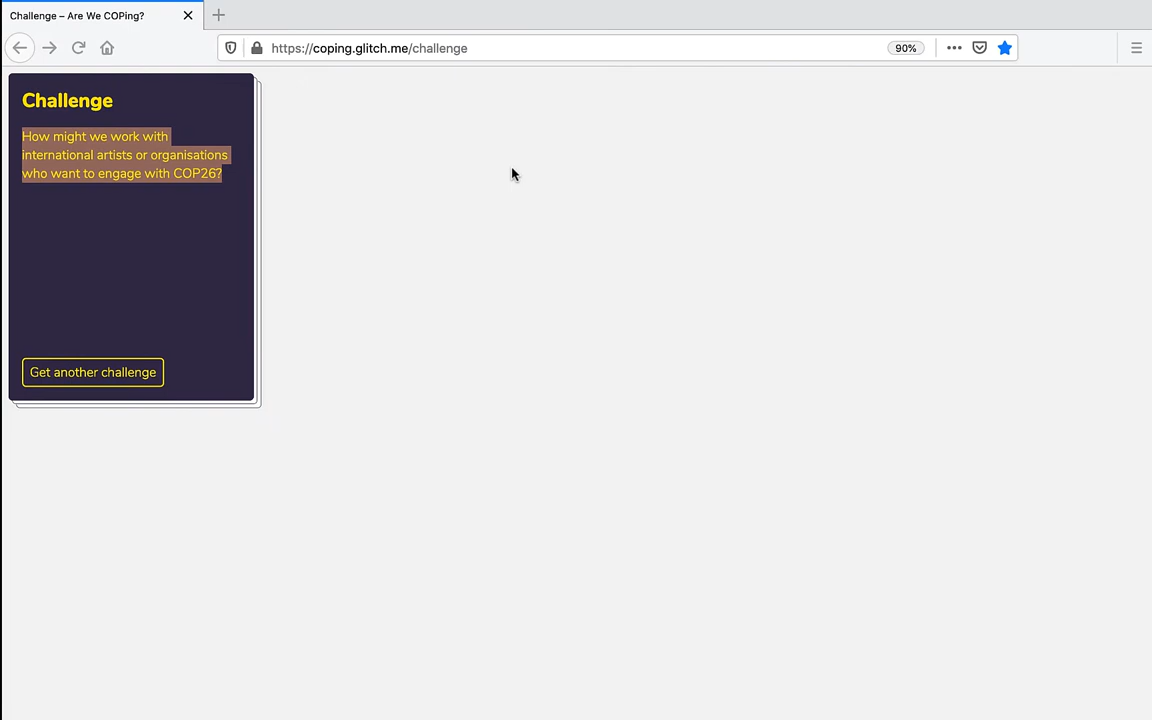 Challenge – Are We COPing?
https://coping.glitch.me/challenge
90%
Challenge
How might we work with
international artists or organisations
who want to engage with COP26?
Get another challenge